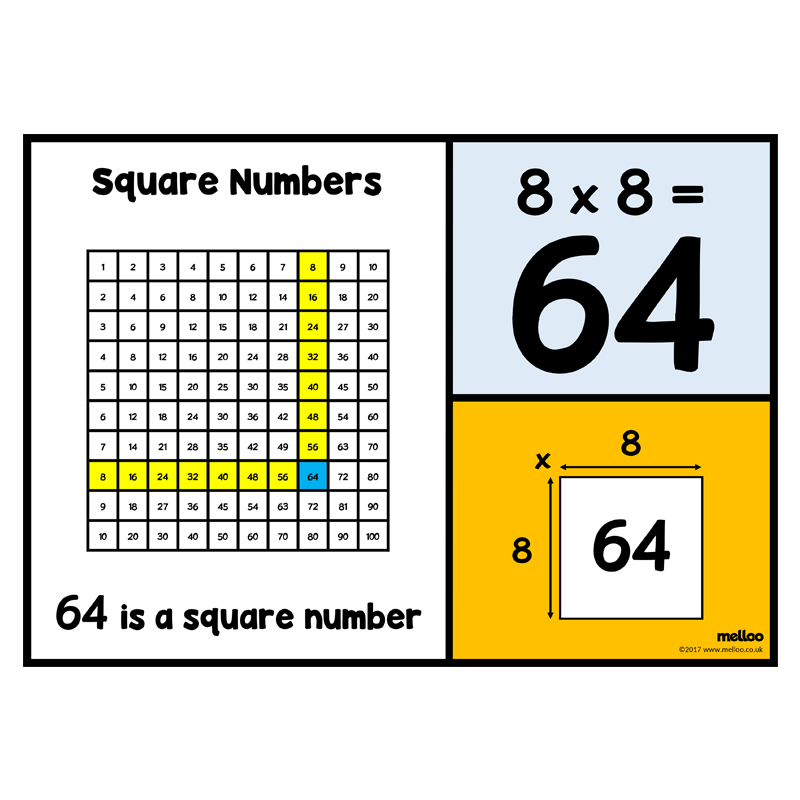 Square Numbers
1 2 3 4 5 6 7 8 9 10
2 4 6 8 10 12 14 16 18 20
3 6 9 12 15 18 21 24 27 30
4 8 12 16 20 24 28 32 36 40
5 10 15 20 25 30 35 40 45 50
6 12 18 24 30 36 42 48 54 60
7 14 21 28 35 42 49 56 63 70
8 16 24 32 40 48 56 64 72 80
9 18 27 36 45 54 63 72 81 90
10 20 30 40 50 60 70 80 90 100
64 is a square number
8 x 8 =
64
x 8
8 64
melloo
©2017 www.melloo.co.uk